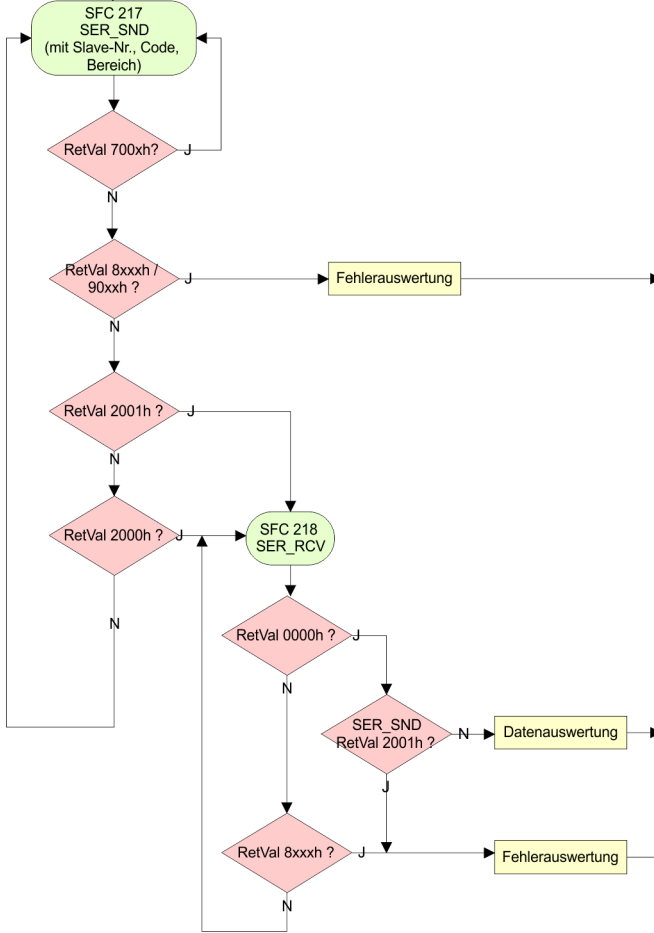 SFC 217
SER_SND
(mit Slave-Nr., Code,
Bereich)
RetVal 700xh?
J
N
RetVal 8xxxh /
90xxh ?
J
Fehlerauswertung
N
RetVal 2001h ?
J
N
RetVal 2000h ?
J
SFC 218
SER_RCV
N
RetVal 0000h ?
J
N
SER_SND
RetVal 2001h ?
N
Datenauswertung
J
RetVal 8xxxh ?
J
Fehlerauswertung
N